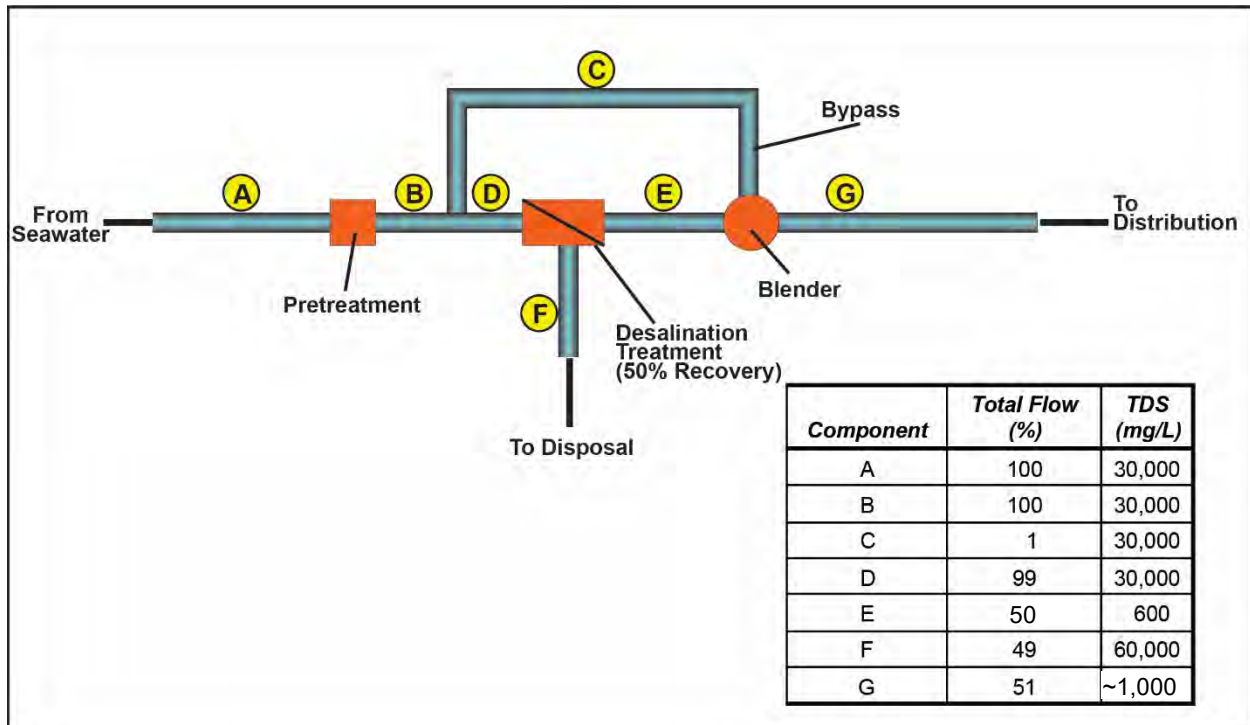 C
Bypass
A
B
D
E
G
From
Seawater
To
Distribution
Pretreatment
Blender
F
Desalination
Treatment
(50% Recovery)
To Disposal
Component Total Flow (%) TDS (mg/L)
A 100 30,000
B 100 30,000
C 1 30,000
D 99 30,000
E 50 600
F 49 60,000
G 51 ~1,000